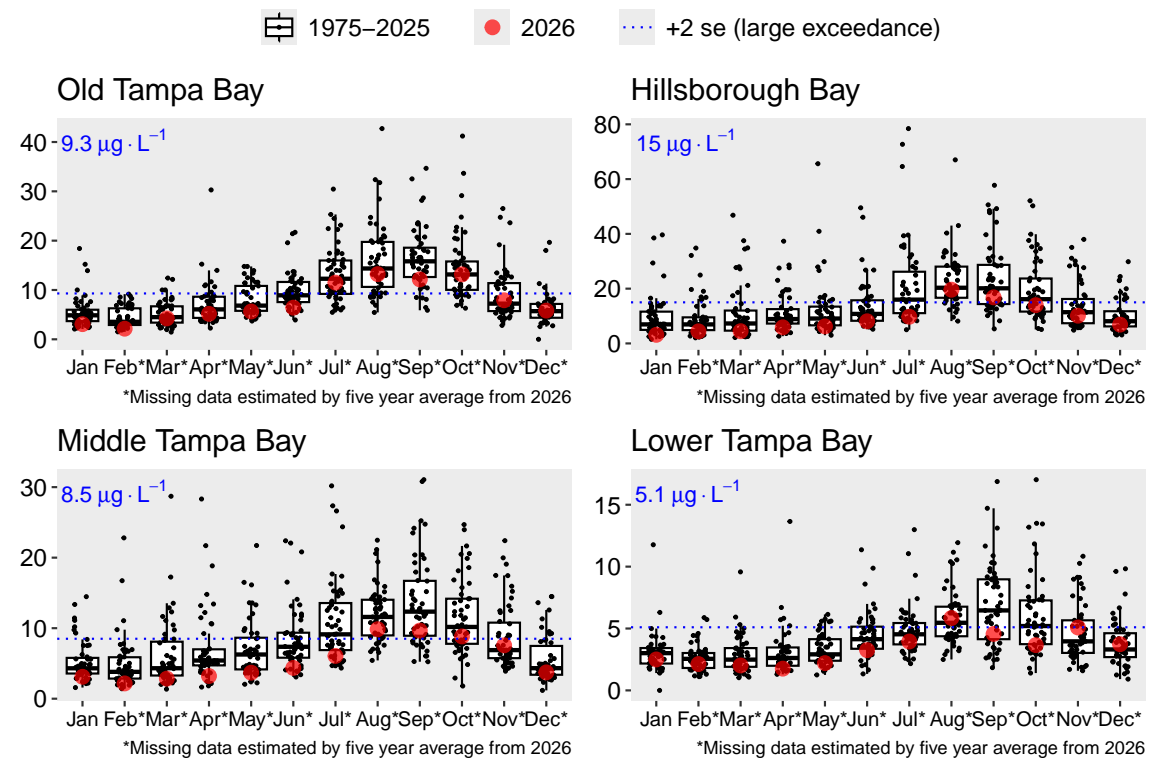 1975−2025 2026 +2 se (large exceedance)
Old Tampa Bay
9.3 μg · L−1
40
30
20
10
0
Jan Feb* Mar* Apr* May* Jun* Jul* Aug* Sep* Oct* Nov* Dec*
*Missing data estimated by five year average from 2026
Hillsborough Bay
15 μg · L−1
80
60
40
20
0
Jan Feb* Mar* Apr* May* Jun* Jul* Aug* Sep* Oct* Nov* Dec*
*Missing data estimated by five year average from 2026
Middle Tampa Bay
8.5 μg · L−1
30
20
10
0
Jan Feb* Mar* Apr* May* Jun* Jul* Aug* Sep* Oct* Nov* Dec*
*Missing data estimated by five year average from 2026
Lower Tampa Bay
5.1 μg · L−1
15
10
5
0
Jan Feb* Mar* Apr* May* Jun* Jul* Aug* Sep* Oct* Nov* Dec*
*Missing data estimated by five year average from 2026